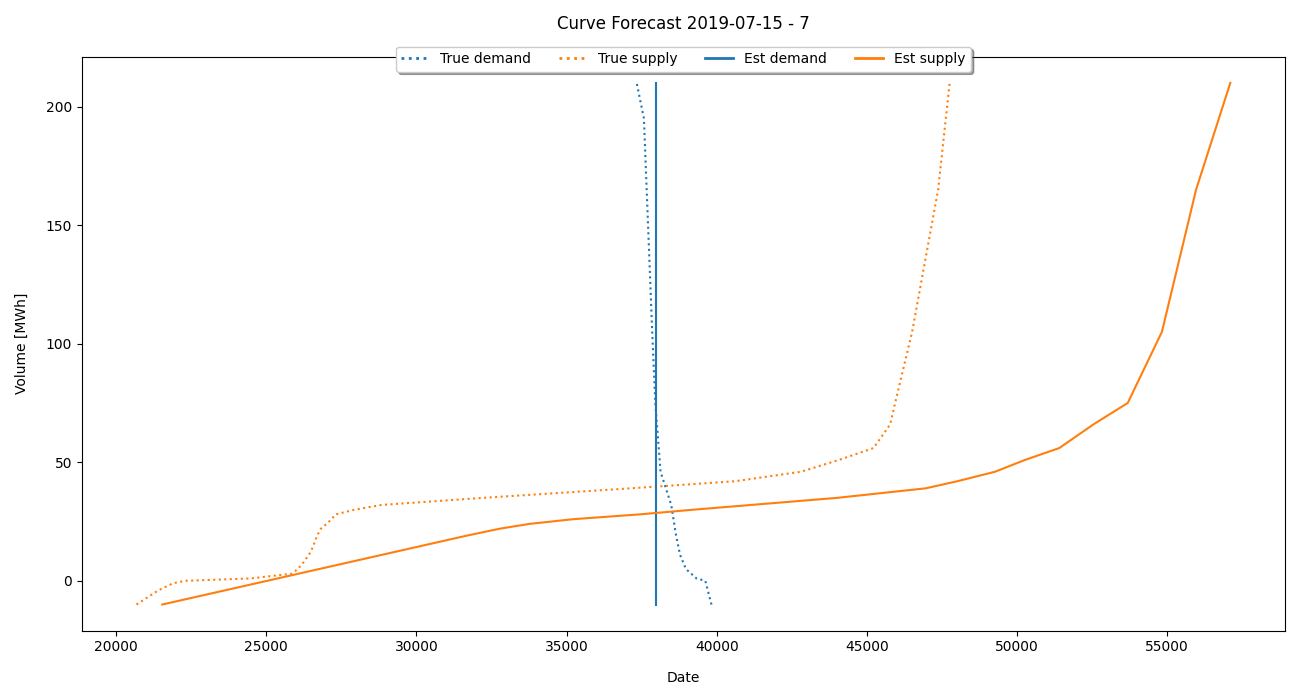 Curve Forecast 2019-07-15 - 7
True demand True supply Est demand Est supply
200
150
100
50
0
Volume [MWh]
20000 25000 30000 35000 40000 45000 50000 55000
Date